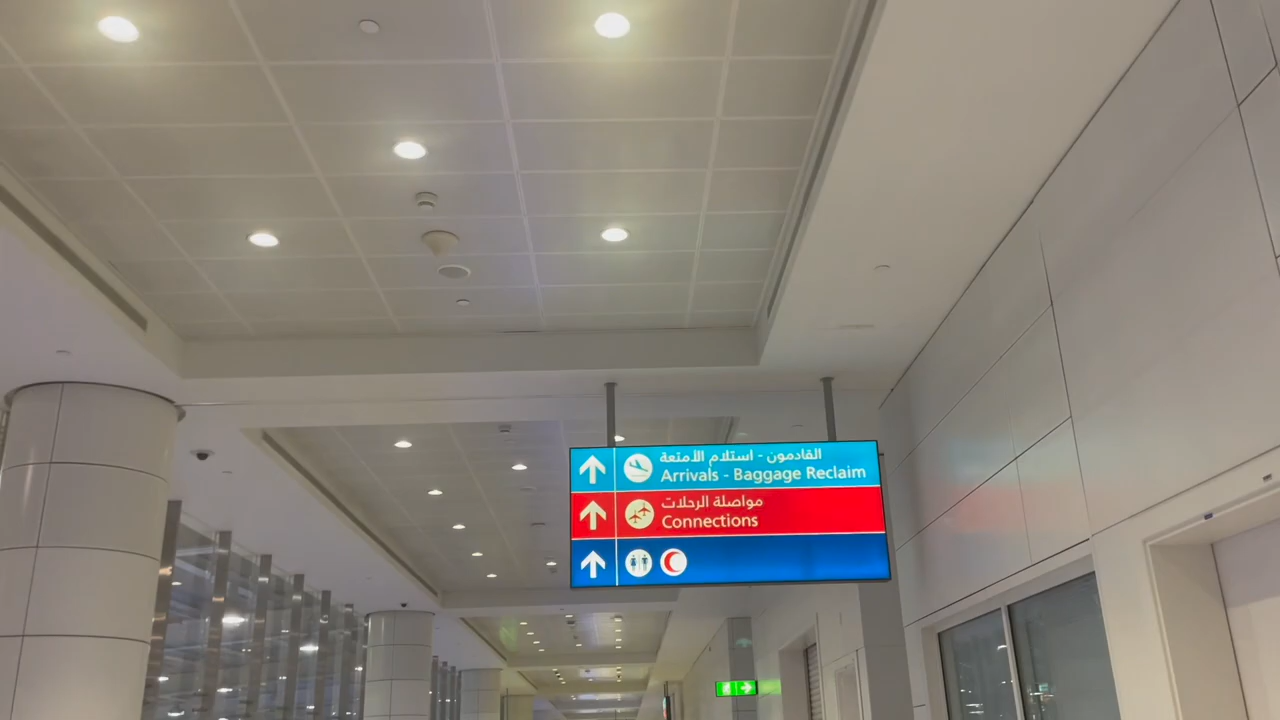 القادمون - استلام الأمتعة
Arrivals - Baggage Reclaim
مواصلة الرحلات
Connections